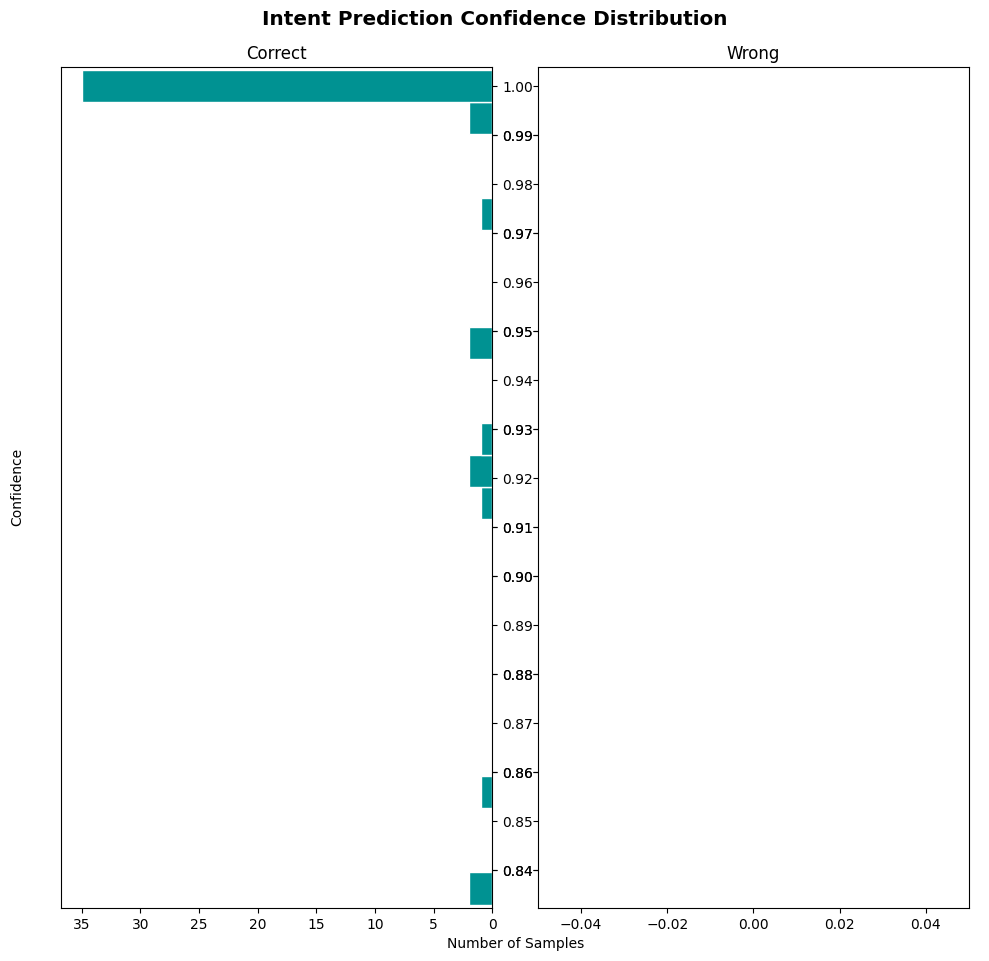 Intent Prediction Confidence Distribution
Correct
Wrong
Confidence
1.00
0.99
0.98
0.97
0.96
0.95
0.94
0.93
0.92
0.91
0.90
0.89
0.88
0.87
0.86
0.85
0.84
35 30 25 20 15 10 5 0
−0.04 −0.02 0.00 0.02 0.04
Number of Samples